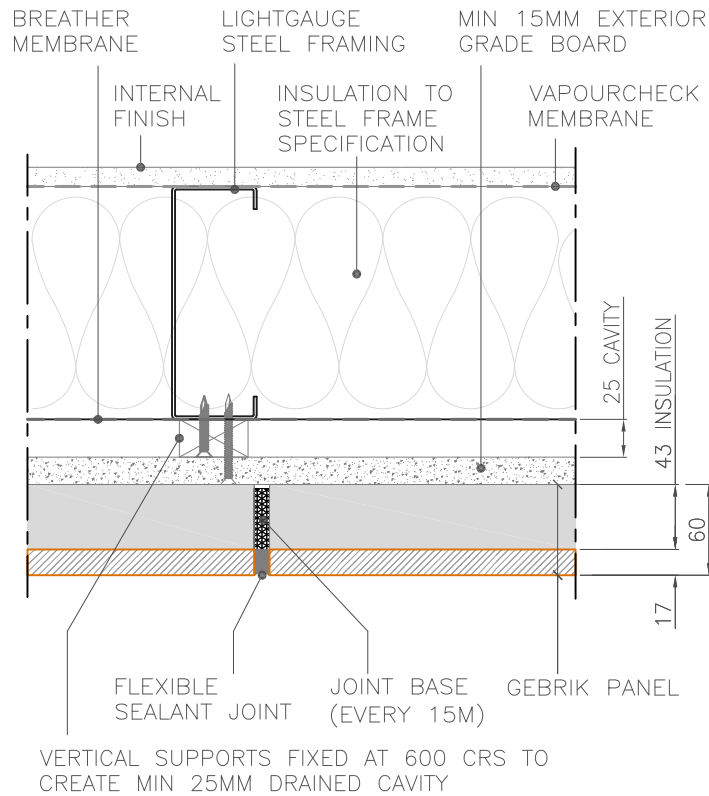 BREATHER
MEMBRANE
LIGHTGAUGE
STEEL FRAMING
MIN 15MM EXTERIOR
GRADE BOARD
INTERNAL
FINISH
INSULATION TO
STEEL FRAME
SPECIFICATION
VAPOURCHECK
MEMBRANE
25 CAVITY
43 INSULATION
60
17
FLEXIBLE
SEALANT JOINT
JOINT BASE
(EVERY 15M)
GEBRIK PANEL
VERTICAL SUPPORTS FIXED AT 600 CRS TO
CREATE MIN 25MM DRAINED CAVITY